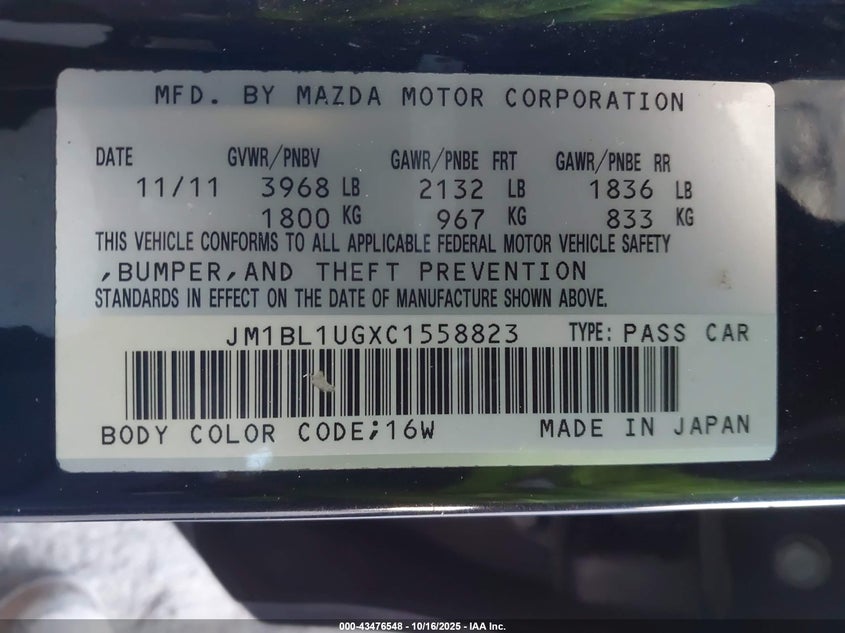 MFD. BY MAZDA MOTOR CORPORATION
DATE GVWR/PNBV GAWR/PNBE FRT GAWR/PNBE RR
11/11 3968 LB 2132 LB 1836 LB
1800 KG 967 KG 833 KG
THIS VEHICLE CONFORMS TO ALL APPLICABLE FEDERAL MOTOR VEHICLE SAFETY
,BUMPER,AND THEFT PREVENTION
STANDARDS IN EFFECT ON THE DATE OF MANUFACTURE SHOWN ABOVE.
JM1BL1UGXC1558823 TYPE: PASS CAR
BODY COLOR CODE;16W MADE IN JAPAN
000-43476548 - 10/16/2025 - IAA Inc.